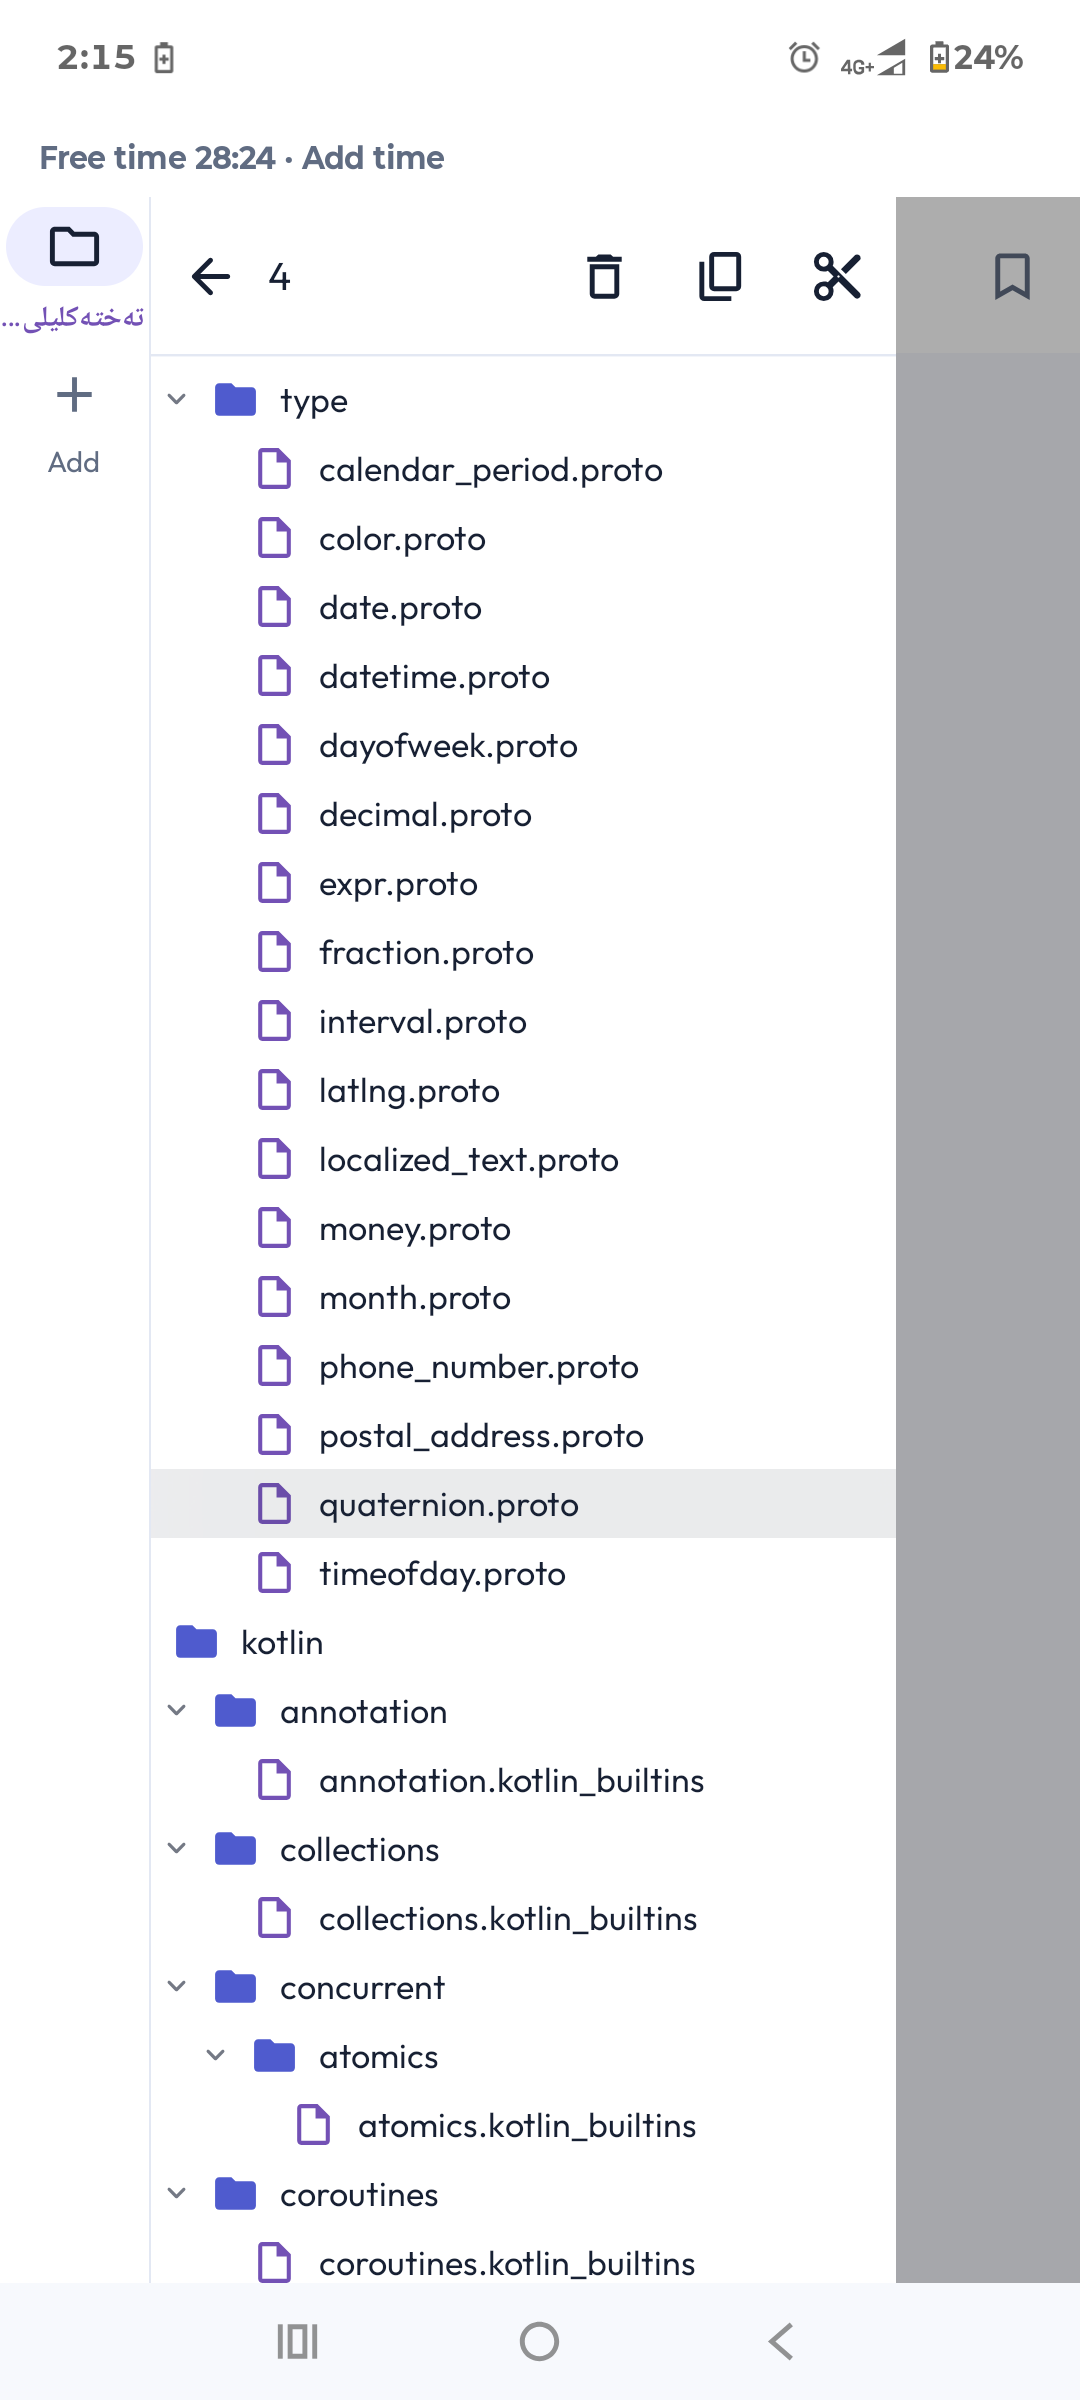 2:15
4G+ 24%
Free time 28:24 · Add time
4
تەختەکلیلی...
Add
type
calendar_period.proto
color.proto
date.proto
datetime.proto
dayofweek.proto
decimal.proto
expr.proto
fraction.proto
interval.proto
latlng.proto
localized_text.proto
money.proto
month.proto
phone_number.proto
postal_address.proto
quaternion.proto
timeofday.proto
kotlin
annotation
annotation.kotlin_builtins
collections
collections.kotlin_builtins
concurrent
atomics
atomics.kotlin_builtins
coroutines
coroutines.kotlin_builtins